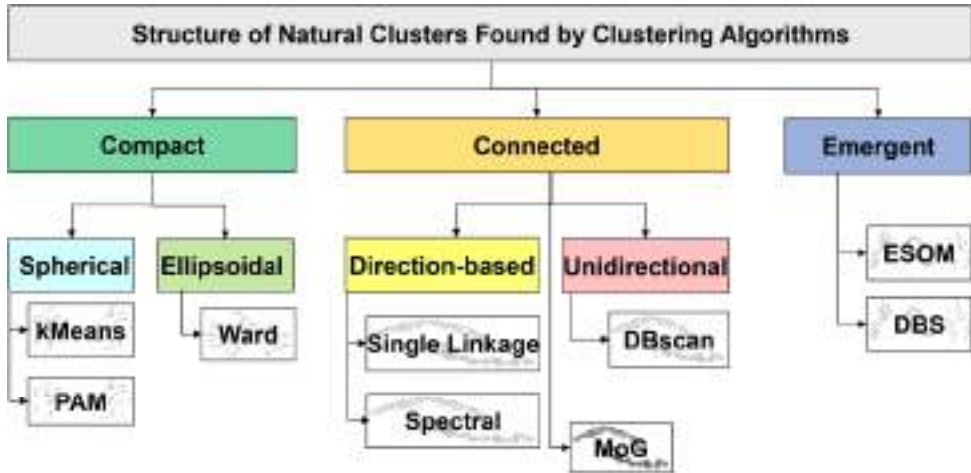 Structure of Natural Clusters Found by Clustering Algorithms
Compact
Connected
Emergent
Spherical
Ellipsoidal
Direction-based
Unidirectional
ESOM
kMeans
Ward
Single Linkage
DBscan
DBS
PAM
Spectral
MoG